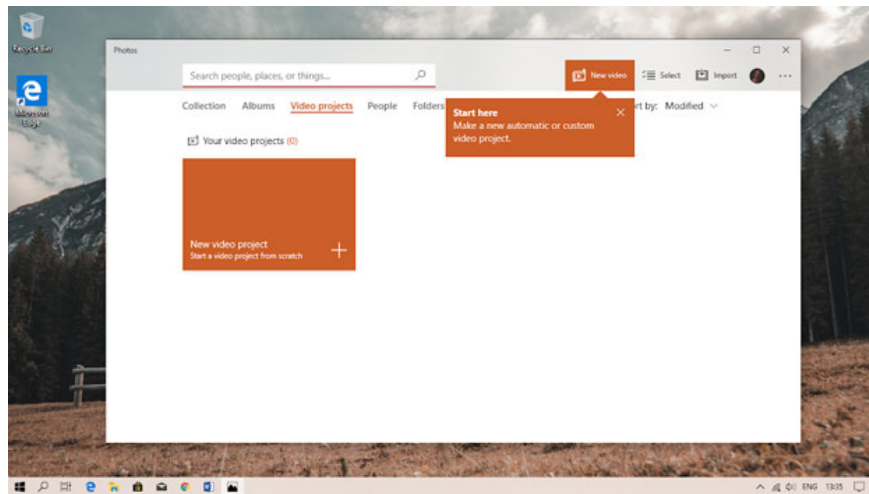 Recycle Bin
Microsoft
Edge
Photos
Search people, places, or things...
New video
Select
Import
Collection Albums Video projects People Folders
rt by: Modified
Start here
Make a new automatic or custom
video project.
Your video projects (0)
New video project
Start a video project from scratch
ENG 13:35